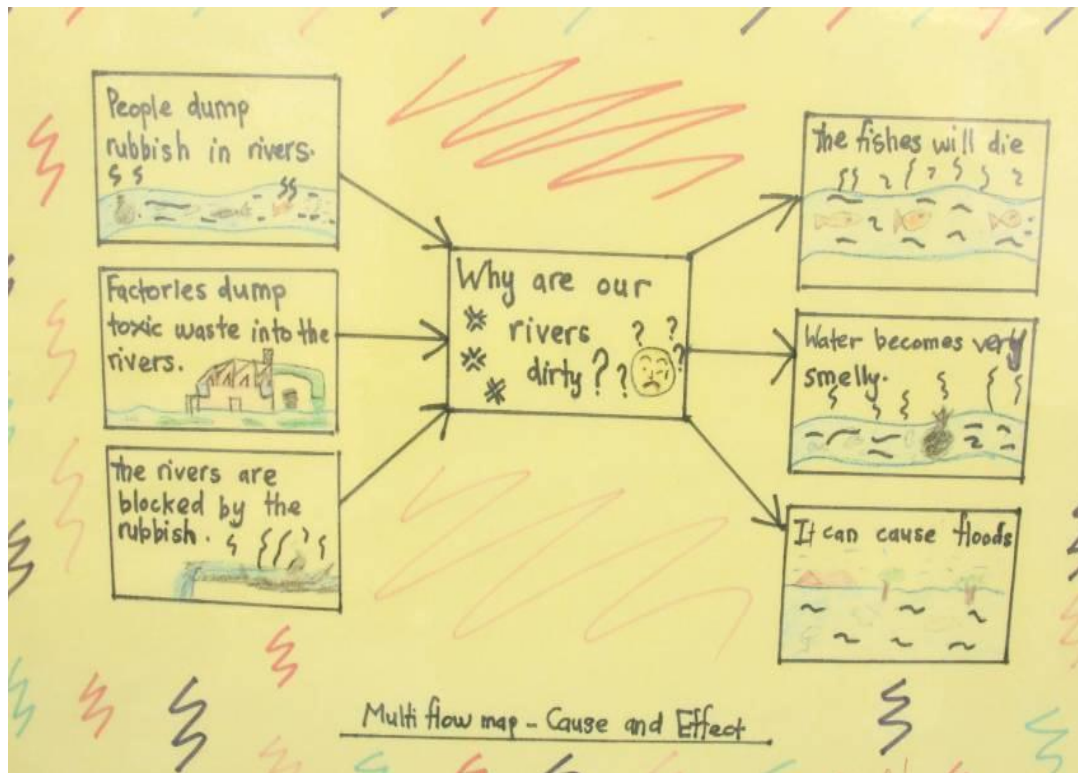 People dump
rubbish in rivers.
Factories dump
toxic waste into the
rivers.
the rivers are
blocked by the
rubbish.
Why are our
rivers
dirty?
? ? ? ?
the fishes will die
Water becomes very
smelly.
It can cause floods
Multi flow map - Cause and Effect